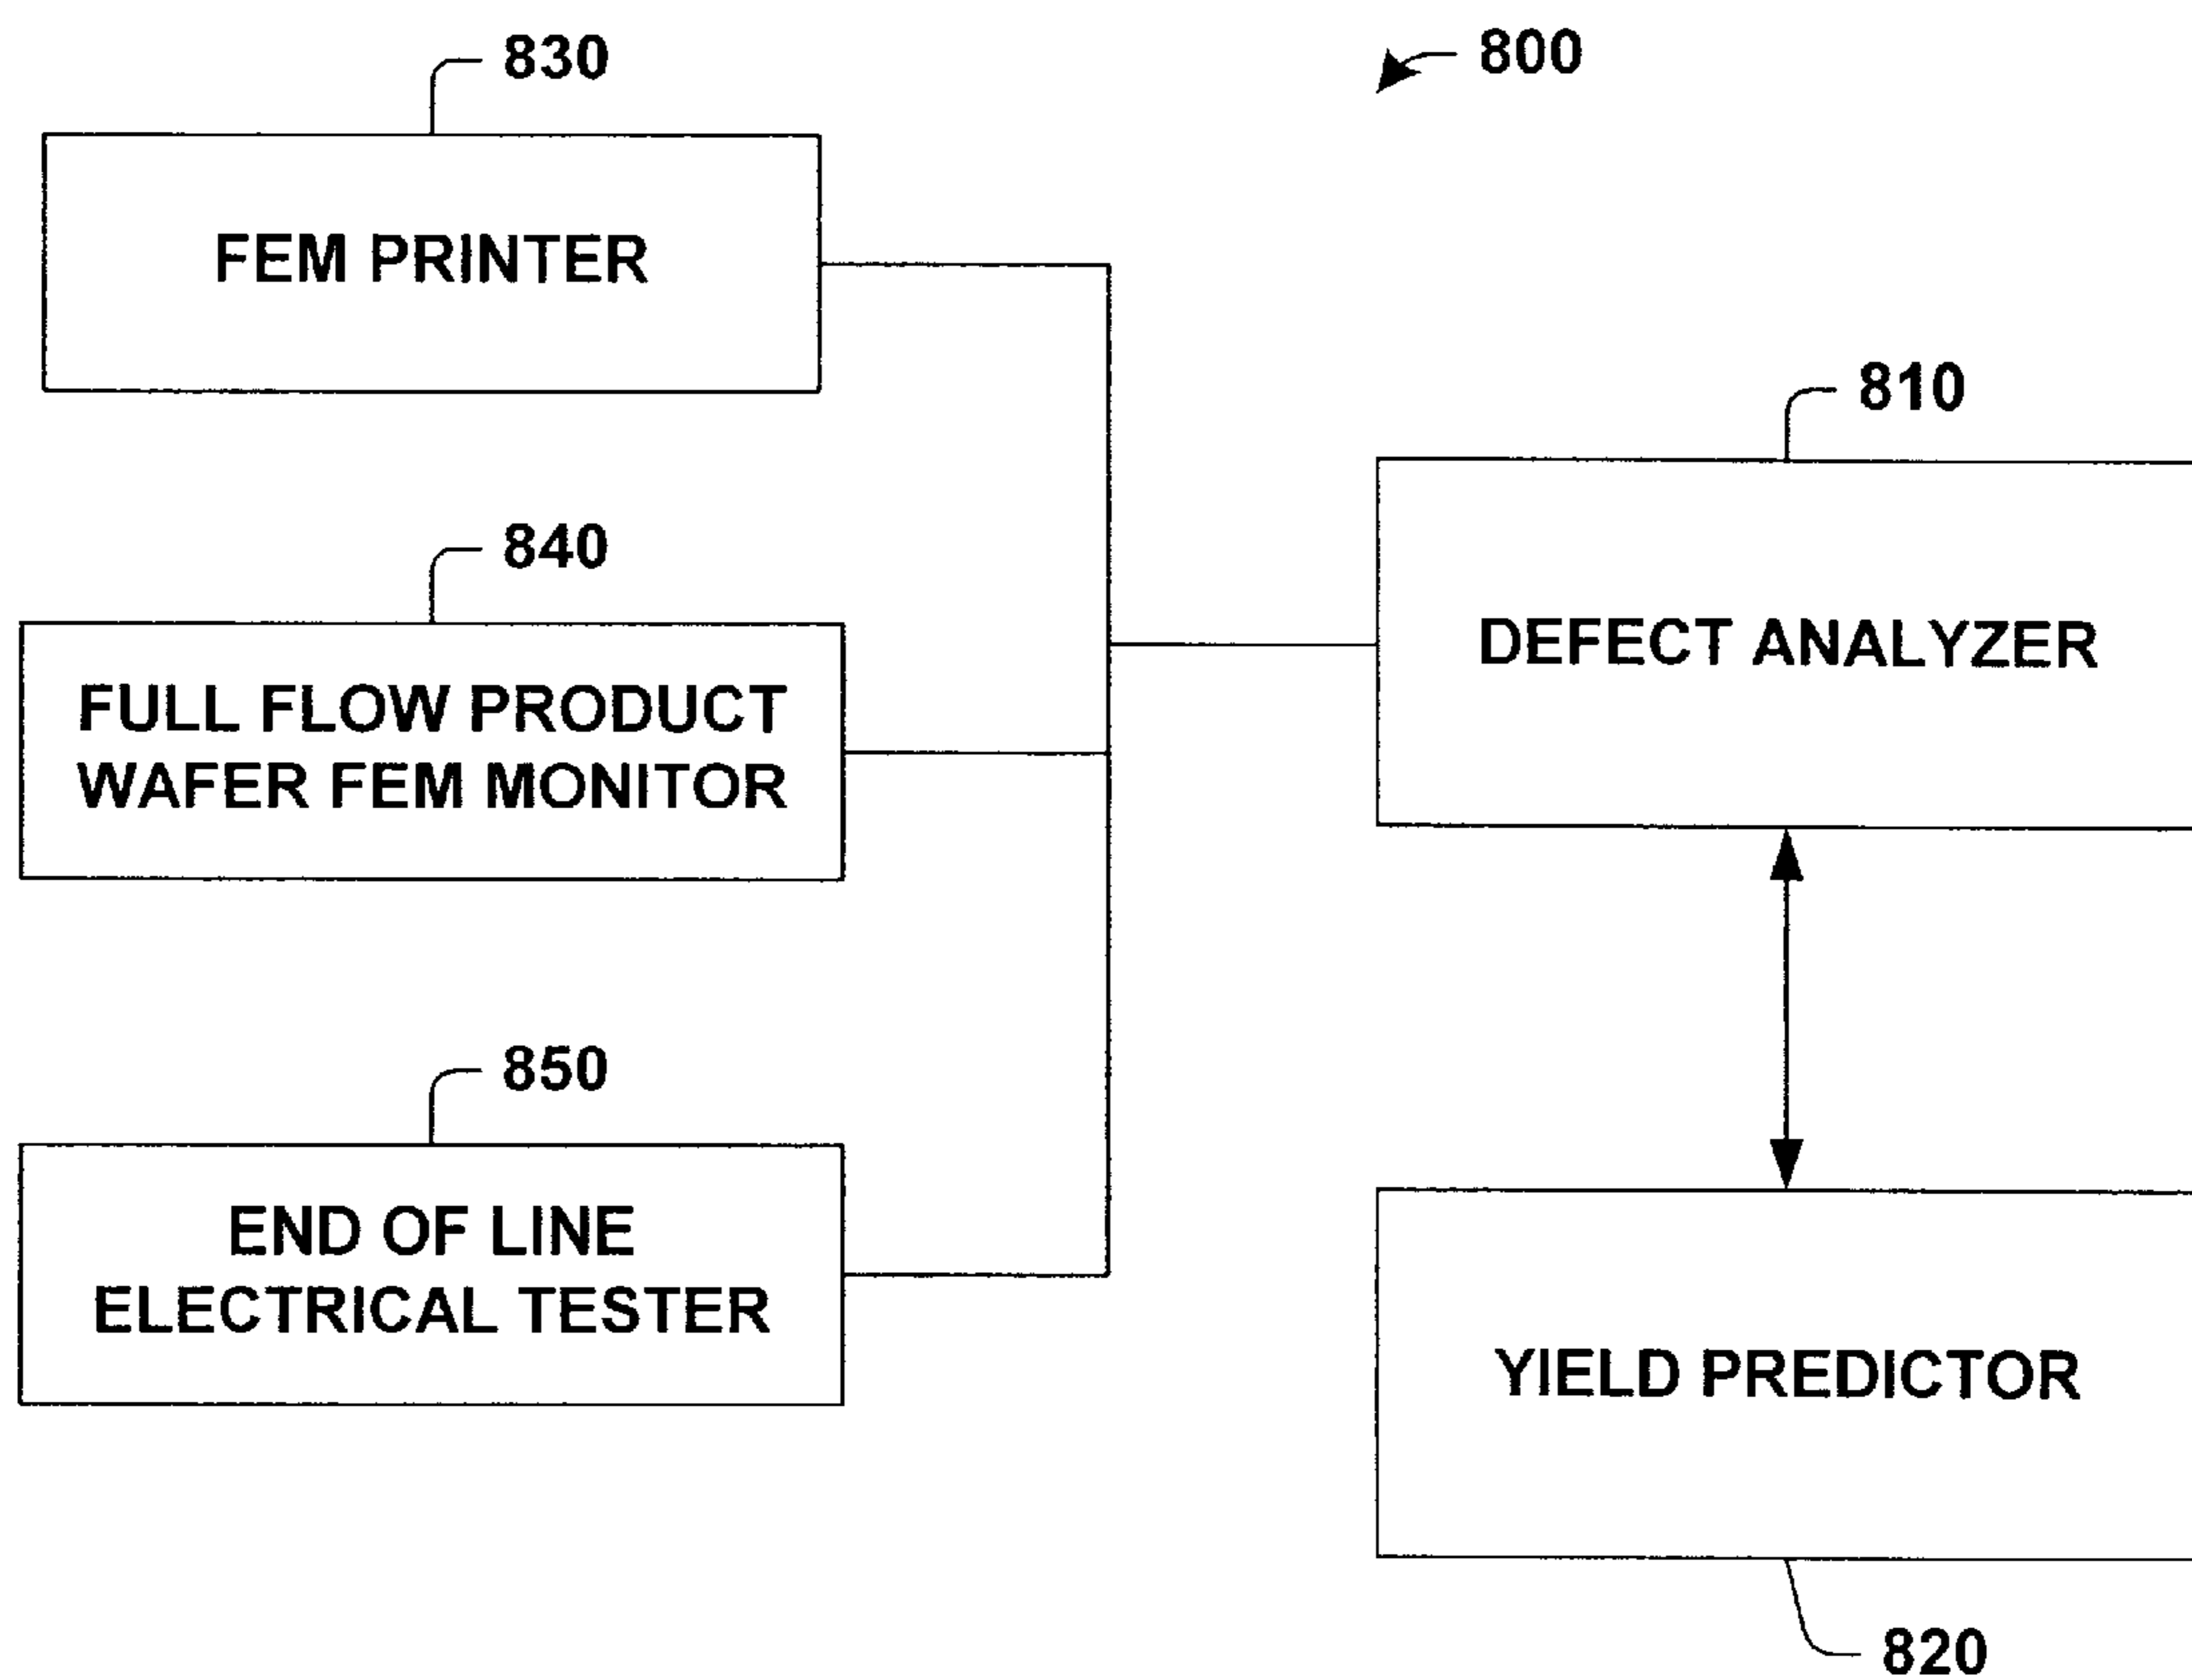 830
800
FEM PRINTER
810
840
DEFECT ANALYZER
FULL FLOW PRODUCT
WAFER FEM MONITOR
850
END OF LINE
ELECTRICAL TESTER
YIELD PREDICTOR
820